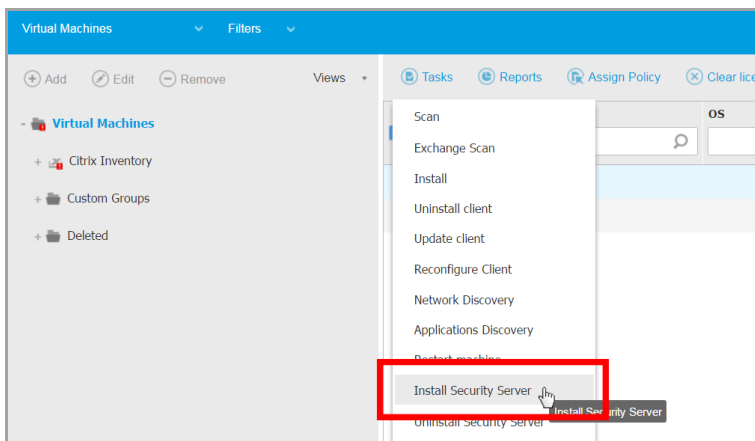 Virtual Machines Filters
Add Edit Remove Views Tasks Reports Assign Policy Clear lice
- Virtual Machines
+ Citrix Inventory
+ Custom Groups
+ Deleted
OS
Scan
Exchange Scan
Install
Uninstall client
Update client
Reconfigure Client
Network Discovery
Applications Discovery
Restart machine
Install Security Server
Install Security Server
Uninstall Security Server